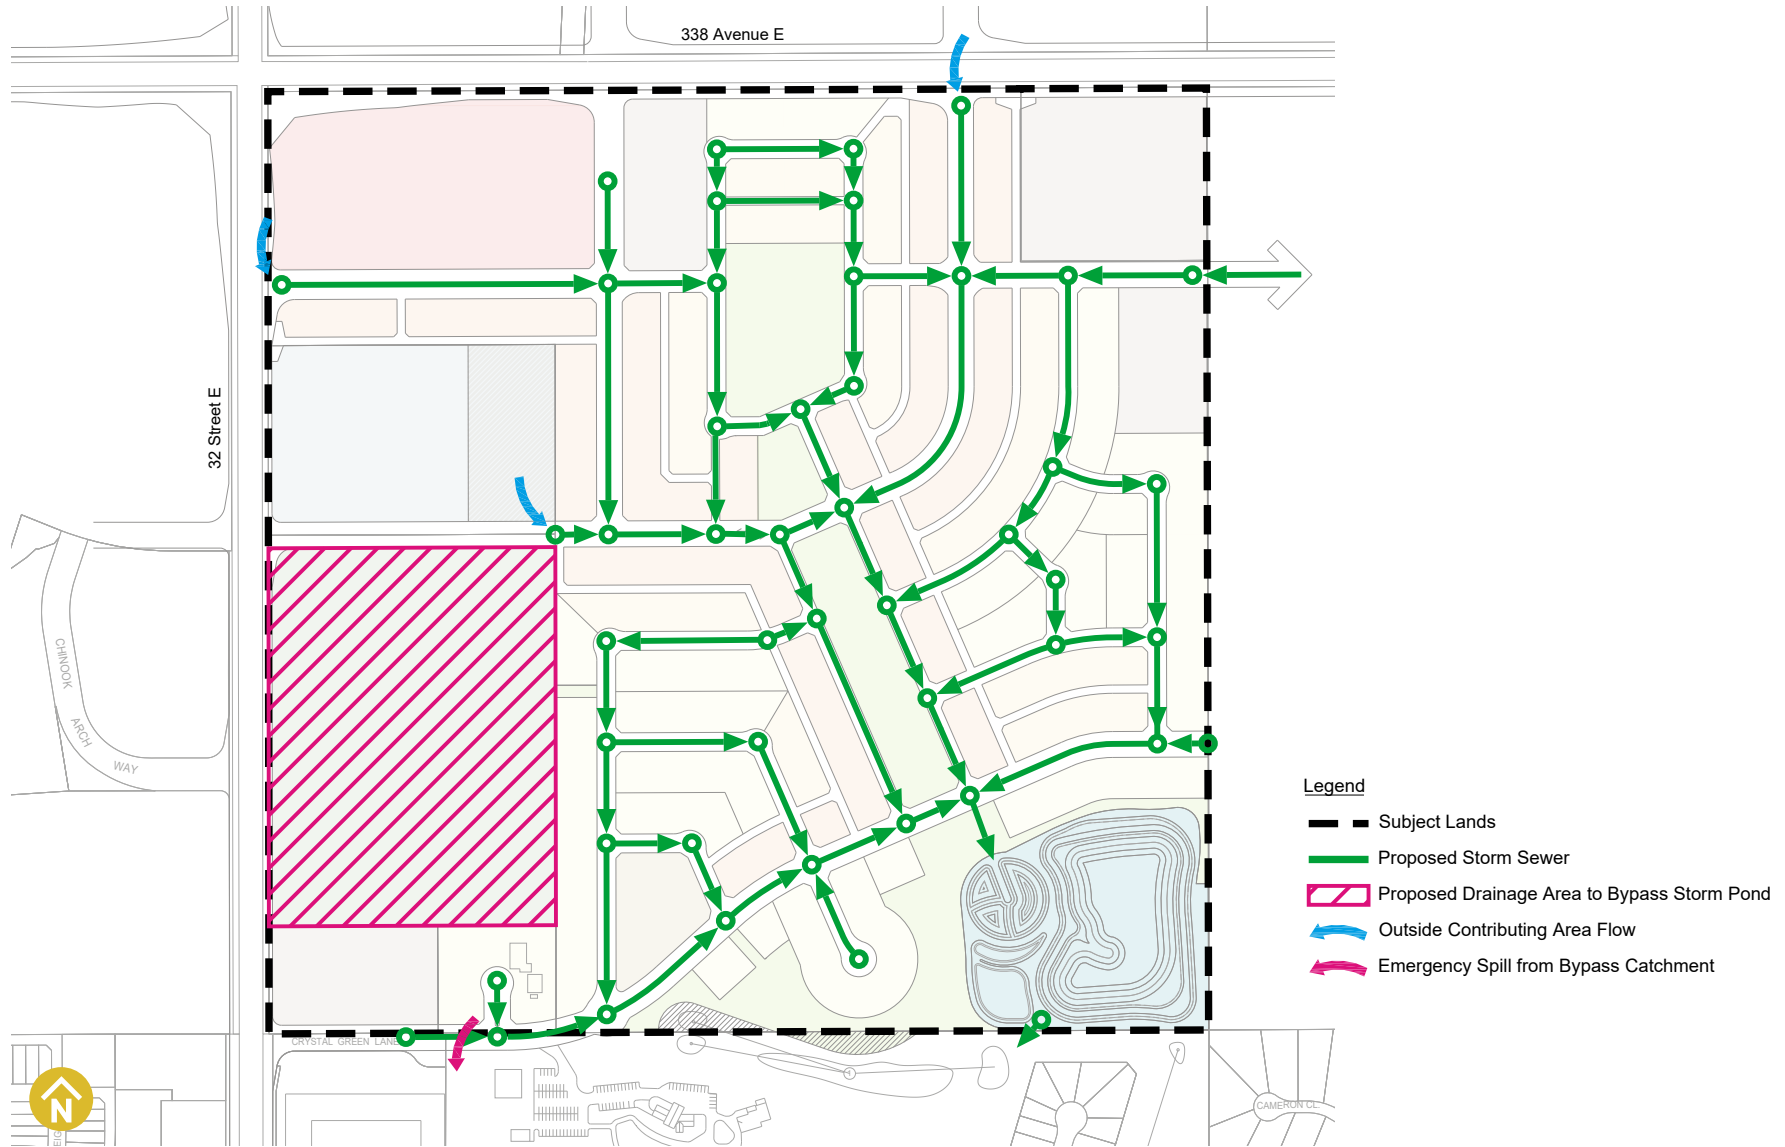 338 Avenue E
32 Street E
CHINOOK
ARCH
WAY
Legend
Subject Lands
Proposed Storm Sewer
Proposed Drainage Area to Bypass Storm Pond
Outside Contributing Area Flow
Emergency Spill from Bypass Catchment
CRYSTAL GREEN LANE
CAMERON CL.
N